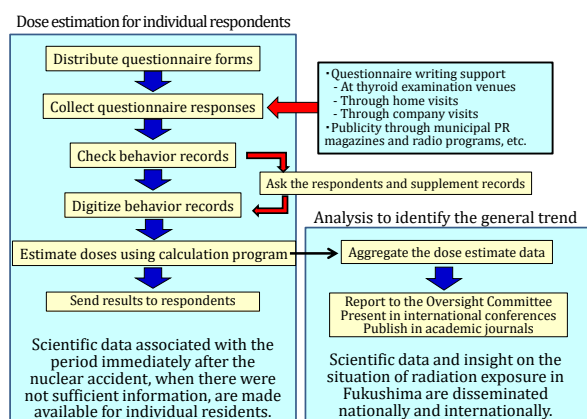 Dose estimation for individual respondents
Distribute questionnaire forms
Collect questionnaire responses
・Questionnaire writing support
- At thyroid examination venues
- Through home visits
- Through company visits
・Publicity through municipal PR
magazines and radio programs, etc.
Check behavior records
Ask the respondents and supplement records
Digitize behavior records
Estimate doses using calculation program
Send results to respondents
Scientific data associated with the
period immediately after the
nuclear accident, when there were
not sufficient information, are made
available for individual residents.
Analysis to identify the general trend
Aggregate the dose estimate data
Report to the Oversight Committee
Present in international conferences
Publish in academic journals
Scientific data and insight on the
situation of radiation exposure in
Fukushima are disseminated
nationally and internationally.